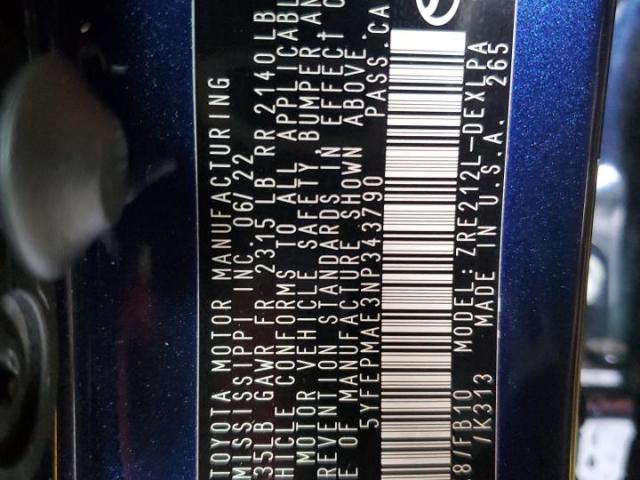 TOYOTA MOTOR MANUFACTURING
MISSISSIPPI INC. 06/22
35LB GAWR FR 2315 LB RR 2140LB
HICLE CONFORMS TO ALL APPLICABL
MOTOR VEHICLE SAFETY, BUMPER AN
REVENTION STANDARDS IN EFFECT O
E OF MANUFACTURE SHOWN ABOVE.
5YFEPMAE3NP343790 PASS.CA
8/FB10 MODEL: ZRE212L-DEXLPA
/K313 MADE IN U.S.A. 265